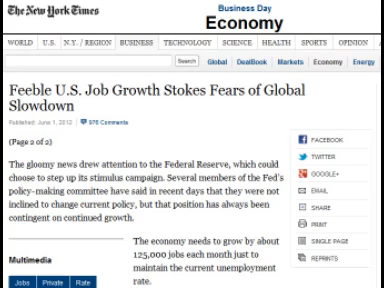 The New York Times
Business Day
Economy
WORLD U.S. N.Y. / REGION BUSINESS TECHNOLOGY SCIENCE HEALTH SPORTS OPINION
Search Global DealBook Markets Economy Energy
Feeble U.S. Job Growth Stokes Fears of Global
Slowdown
Published: June 1, 2012 976 Comments
(Page 2 of 2)
The gloomy news drew attention to the Federal Reserve, which could
choose to step up its stimulus campaign. Several members of the Fed's
policy-making committee have said in recent days that they were not
inclined to change current policy, but that position has always been
contingent on continued growth.
The economy needs to grow by about
125,000 jobs each month just to
maintain the current unemployment
rate.
Multimedia
Jobs Private Rate
FACEBOOK
TWITTER
GOOGLE+
EMAIL
SHARE
PRINT
SINGLE PAGE
REPRINTS